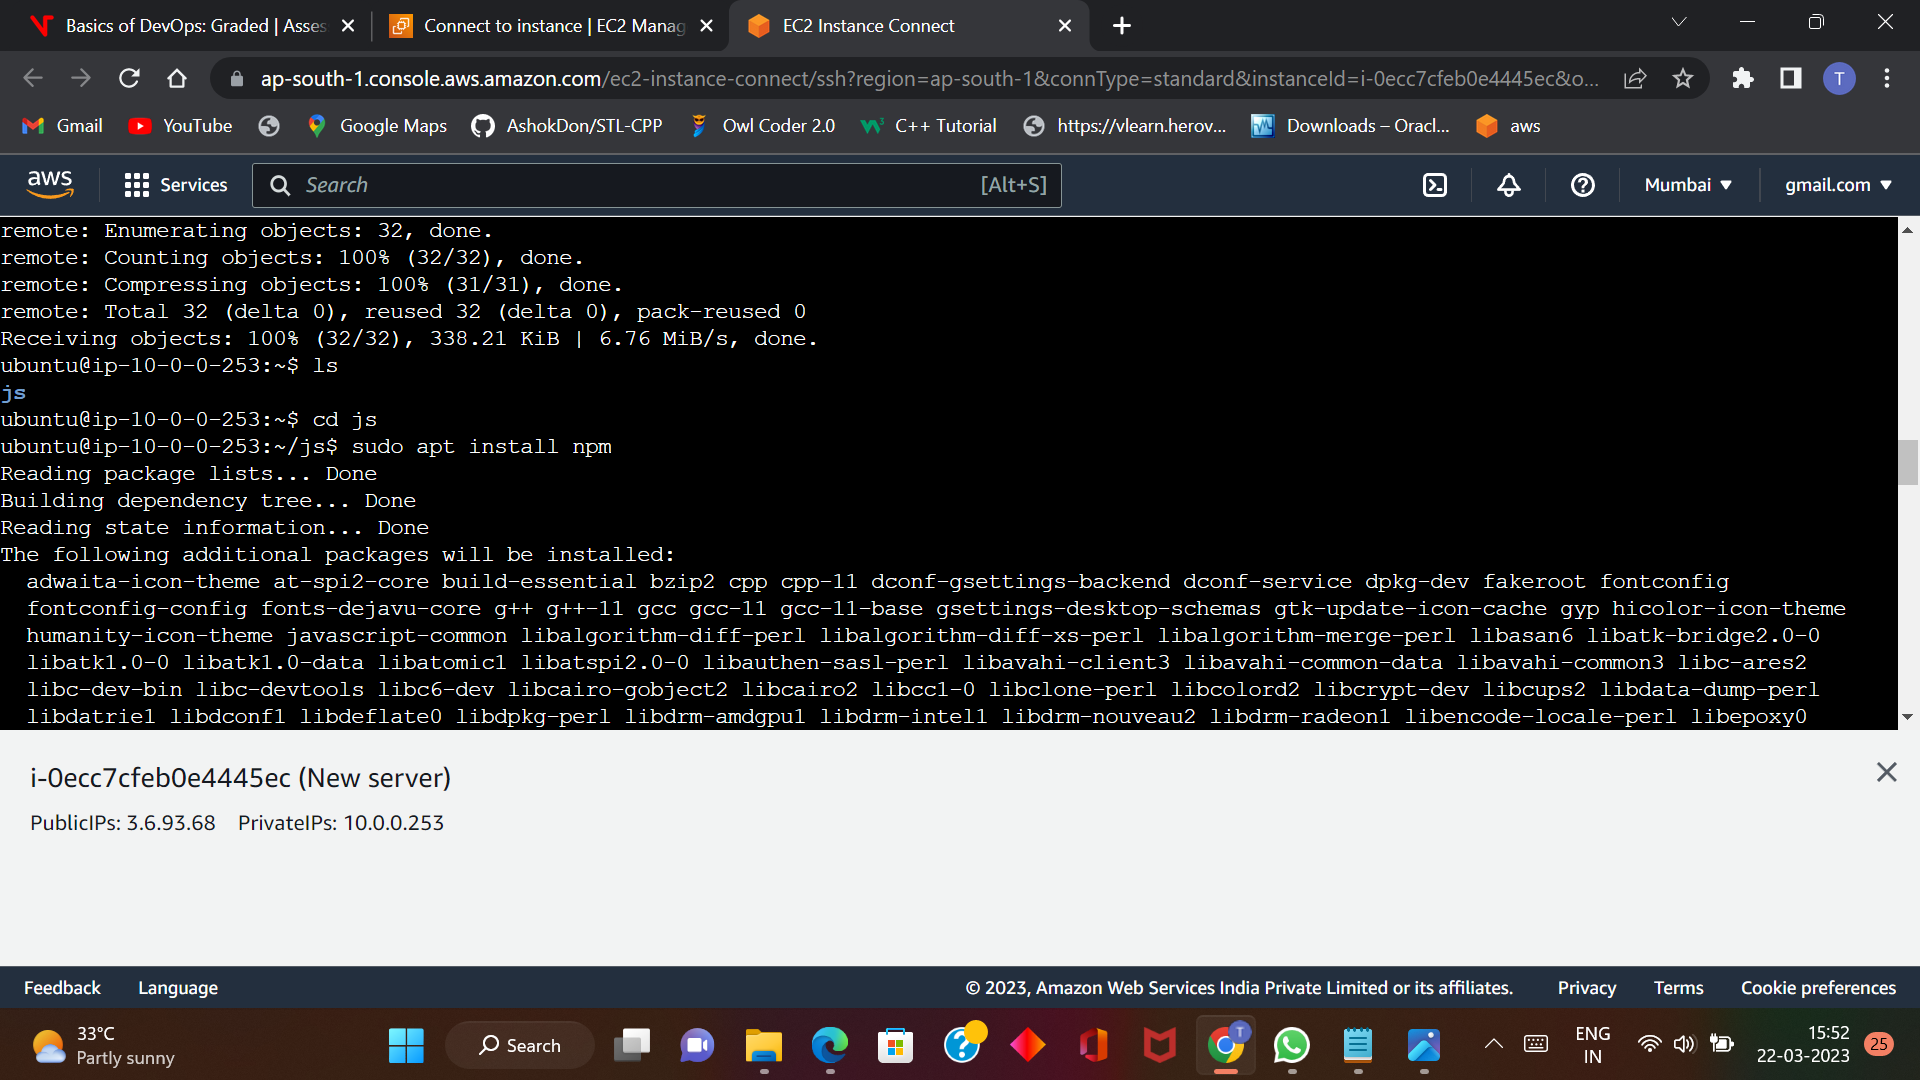 Basics of DevOps: Graded | Asses
Connect to instance | EC2 Manag
EC2 Instance Connect
ap-south-1.console.aws.amazon.com/ec2-instance-connect/ssh?region=ap-south-1&connType=standard&instanceId=i-0ecc7cfeb0e4445ec&o...
T
Gmail
YouTube
Google Maps
AshokDon/STL-CPP
Owl Coder 2.0
C++ Tutorial
https://vlearn.herov...
Downloads – Oracl...
aws
aws
Services
Search
[Alt+S]
Mumbai
gmail.com
remote: Enumerating objects: 32, done.
remote: Counting objects: 100% (32/32), done.
remote: Compressing objects: 100% (31/31), done.
remote: Total 32 (delta 0), reused 32 (delta 0), pack-reused 0
Receiving objects: 100% (32/32), 338.21 KiB | 6.76 MiB/s, done.
ubuntu@ip-10-0-0-253:~$ ls
js
ubuntu@ip-10-0-0-253:~$ cd js
ubuntu@ip-10-0-0-253:~/js$ sudo apt install npm
Reading package lists... Done
Building dependency tree... Done
Reading state information... Done
The following additional packages will be installed:
adwaita-icon-theme at-spi2-core build-essential bzip2 cpp cpp-11 dconf-gsettings-backend dconf-service dpkg-dev fakeroot fontconfig
fontconfig-config fonts-dejavu-core g++ g++-11 gcc gcc-11 gcc-11-base gsettings-desktop-schemas gtk-update-icon-cache gyp hicolor-icon-theme
humanity-icon-theme javascript-common libalgorithm-diff-perl libalgorithm-diff-xs-perl libalgorithm-merge-perl libasan6 libatk-bridge2.0-0
libatk1.0-0 libatk1.0-data libatomic1 libatspi2.0-0 libauthen-sasl-perl libavahi-client3 libavahi-common-data libavahi-common3 libc-ares2
libc-dev-bin libc-devtools libc6-dev libcairo-gobject2 libcairo2 libcc1-0 libclone-perl libcolord2 libcrypt-dev libcups2 libdata-dump-perl
libdatrie1 libdconf1 libdeflate0 libdpkg-perl libdrm-amdgpu1 libdrm-intel1 libdrm-nouveau2 libdrm-radeon1 libencode-locale-perl libepoxy0
i-0ecc7cfeb0e4445ec (New server)
PublicIPs: 3.6.93.68 PrivateIPs: 10.0.0.253
Feedback
Language
© 2023, Amazon Web Services India Private Limited or its affiliates.
Privacy
Terms
Cookie preferences
33°C
Partly sunny
Search
T
ENG
IN
15:52
22-03-2023
25